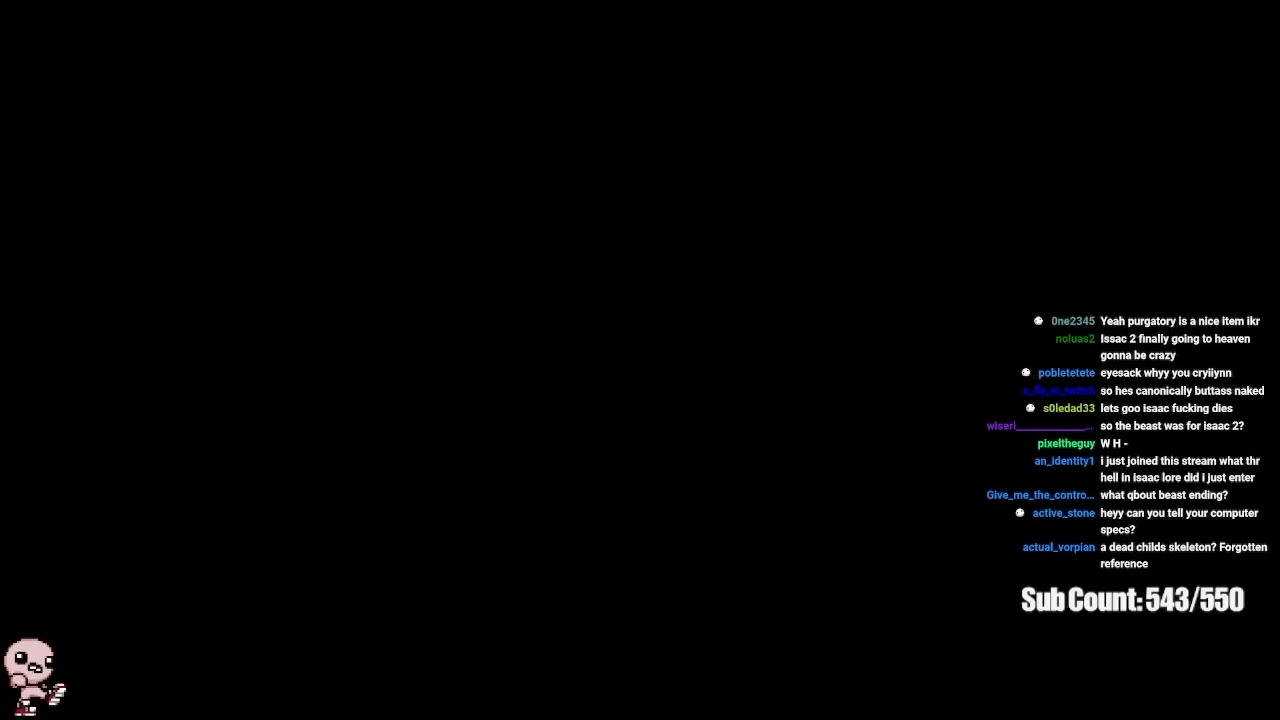 0ne2345 Yeah purgatory is a nice item ikr
noluas2 Issac 2 finally going to heaven
gonna be crazy
pobletetete eyesack whyy you cryiiynn
a_fly_in_twitch so hes canonically buttass naked
s0ledad33 lets goo isaac fucking dies
wiseri______________... so the beast was for isaac 2?
pixeltheguy W H -
an_identity1 i just joined this stream what thr
hell in isaac lore did i just enter
Give_me_the_contro... what qbout beast ending?
active_stone heyy can you tell your computer
specs?
actual_vorpian a dead childs skeleton? Forgotten
reference
Sub Count: 543/550